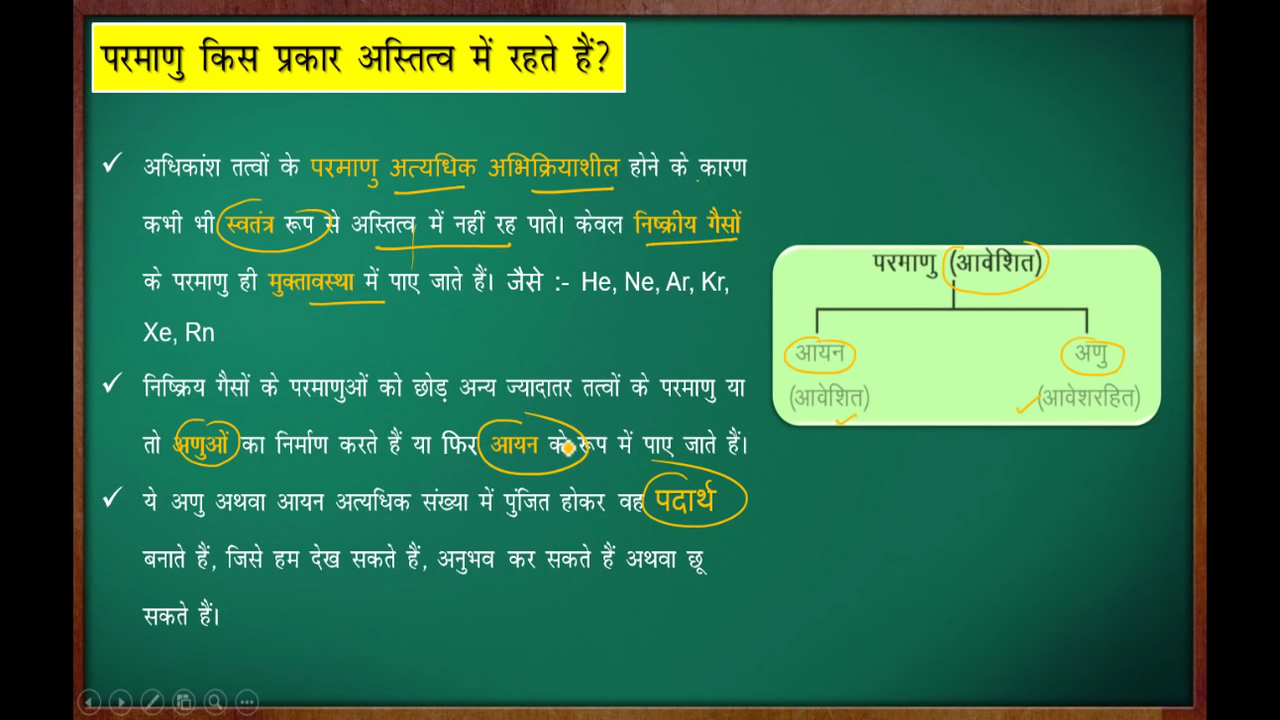 परमाणु किस प्रकार अस्तित्व में रहते हैं?
✓ अधिकांश तत्वों के परमाणु अत्यधिक अभिक्रियाशील होने के कारण
कभी भी स्वतंत्र रूप से अस्तित्व में नहीं रह पाते। केवल निष्क्रीय गैसों
के परमाणु ही मुक्तावस्था में पाए जाते हैं। जैसे :- He, Ne, Ar, Kr,
Xe, Rn
✓ निष्क्रिय गैसों के परमाणुओं को छोड़ अन्य ज्यादातर तत्वों के परमाणु या
तो अणुओं का निर्माण करते हैं या फिर आयन के रूप में पाए जाते हैं।
✓ ये अणु अथवा आयन अत्यधिक संख्या में पुंजित होकर वह पदार्थ
बनाते हैं, जिसे हम देख सकते हैं, अनुभव कर सकते हैं अथवा छू
सकते हैं।
परमाणु (आवेशित)
आयन अणु
(आवेशित) (आवेशरहित)